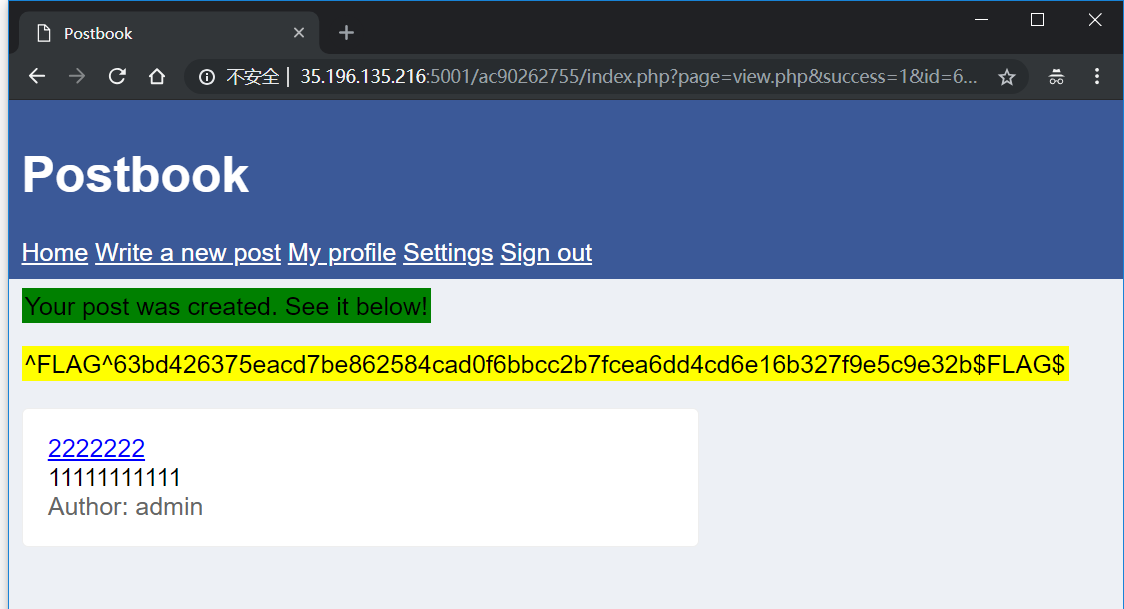 Postbook
不安全 | 35.196.135.216:5001/ac90262755/index.php?page=view.php&success=1&id=6...
Postbook
Home Write a new post My profile Settings Sign out
Your post was created. See it below!
^FLAG^63bd426375eacd7be862584cad0f6bbcc2b7fcea6dd4cd6e16b327f9e5c9e32b$FLAG$
2222222
11111111111
Author: admin